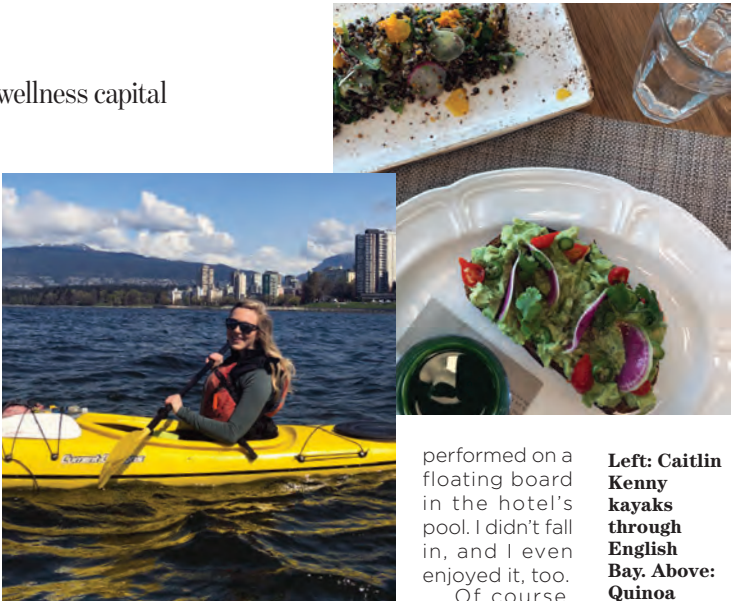 wellness capital
performed on a
floating board
in the hotel's
pool. I didn't fall
in, and I even
enjoyed it, too.
Of course,
Left: Caitlin
Kenny
kayaks
through
English
Bay. Above:
Quinoa